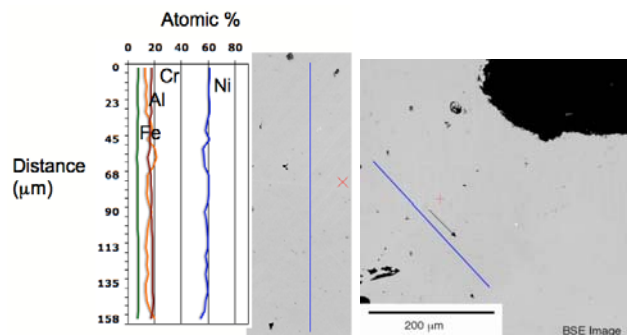 Atomic %
0 20 40 60 80
0
Cr
Ni
Al
23
Fe
45
Distance
(μm)
68
90
113
135
158
200 μm
BSE Image